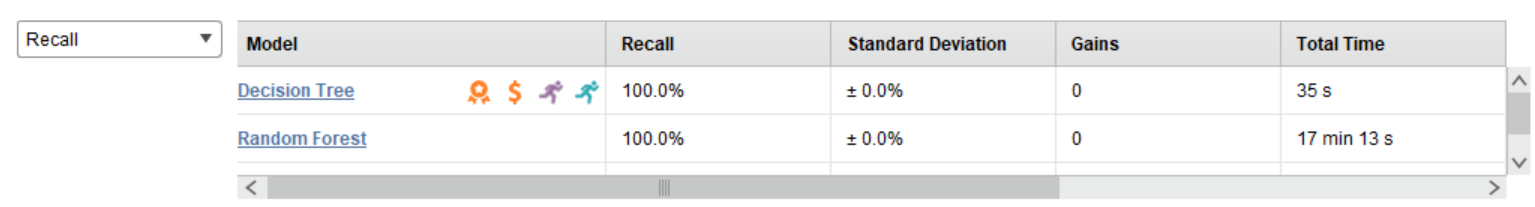 Recall
Model Recall Standard Deviation Gains Total Time
Decision Tree $ 100.0% ± 0.0% 0 35 s
Random Forest 100.0% ± 0.0% 0 17 min 13 s